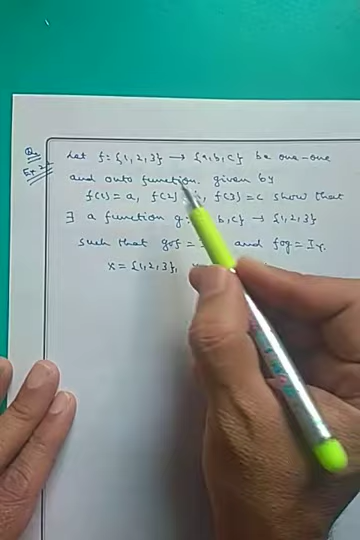 Q.
Ex 25
Let f: {1, 2, 3} → {a, b, c} be one-one
and onto function. given by
f(1) = a, f(2) , f(3) = c show that
∃ a function g: b, c} → {1, 2, 3}
such that gof = and fog = Iy,
X = {1, 2, 3},